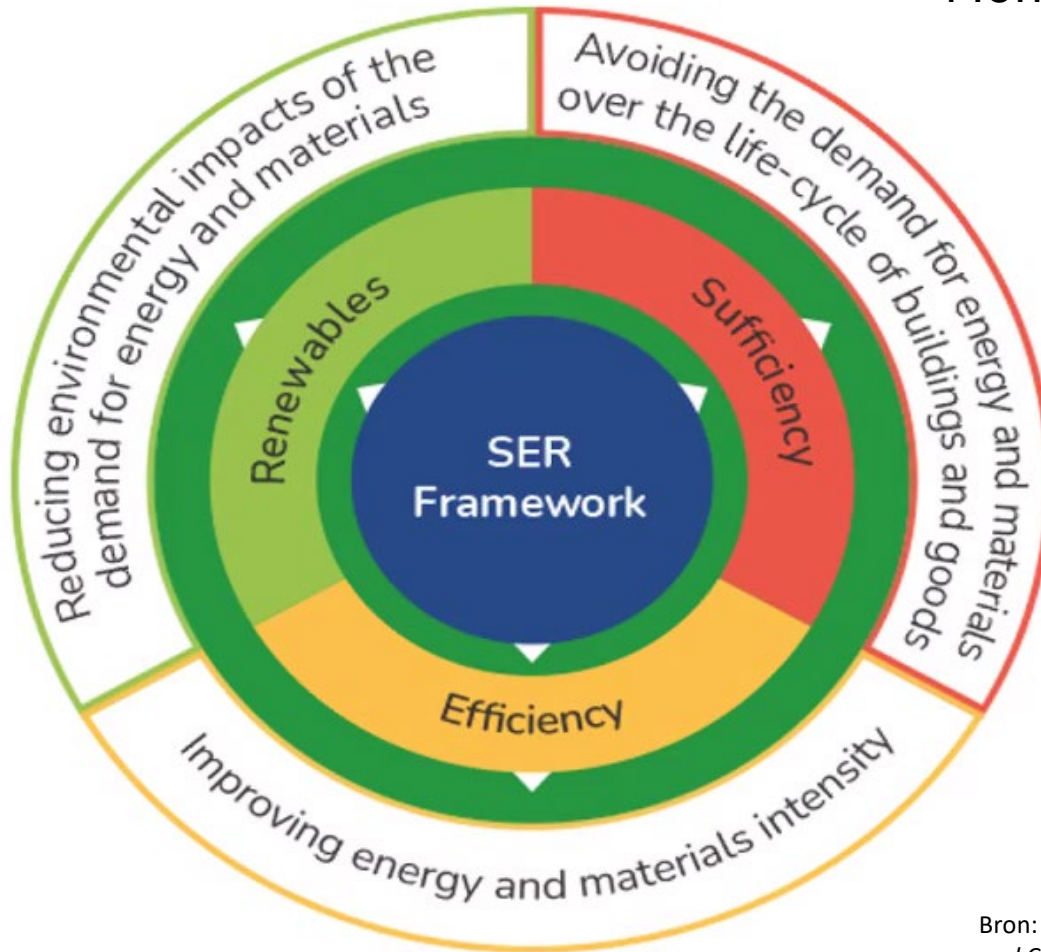 Reducing environmental impacts of the
demand for energy and materials
Avoiding the demand for energy and materials
over the life-cycle of buildings and goods
Renewables
Sufficiency
SER
Framework
Efficiency
Improving energy and materials intensity
Bron: